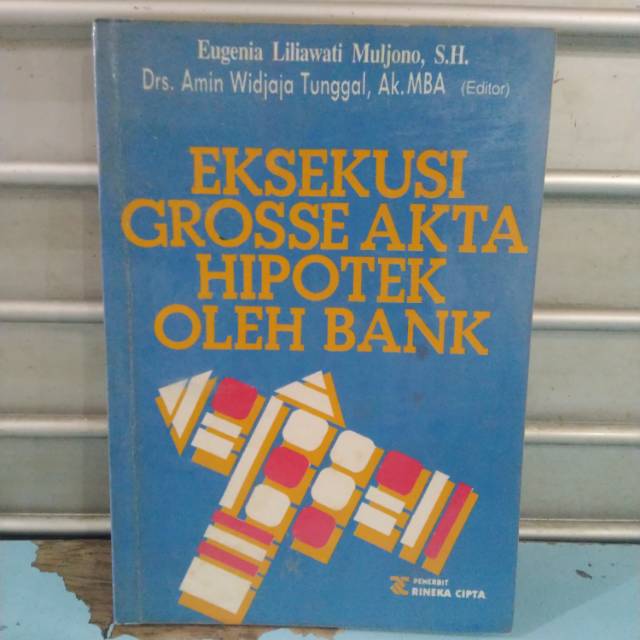 Eugenia Liliawati Muljono, S.H.
Drs. Amin Widjaja Tunggal, Ak. MBA (Editor)
EKSEKUSI
GROSSE AKTA
HIPOTEK
OLEH BANK
PENERBIT
RINEKA CIPTA